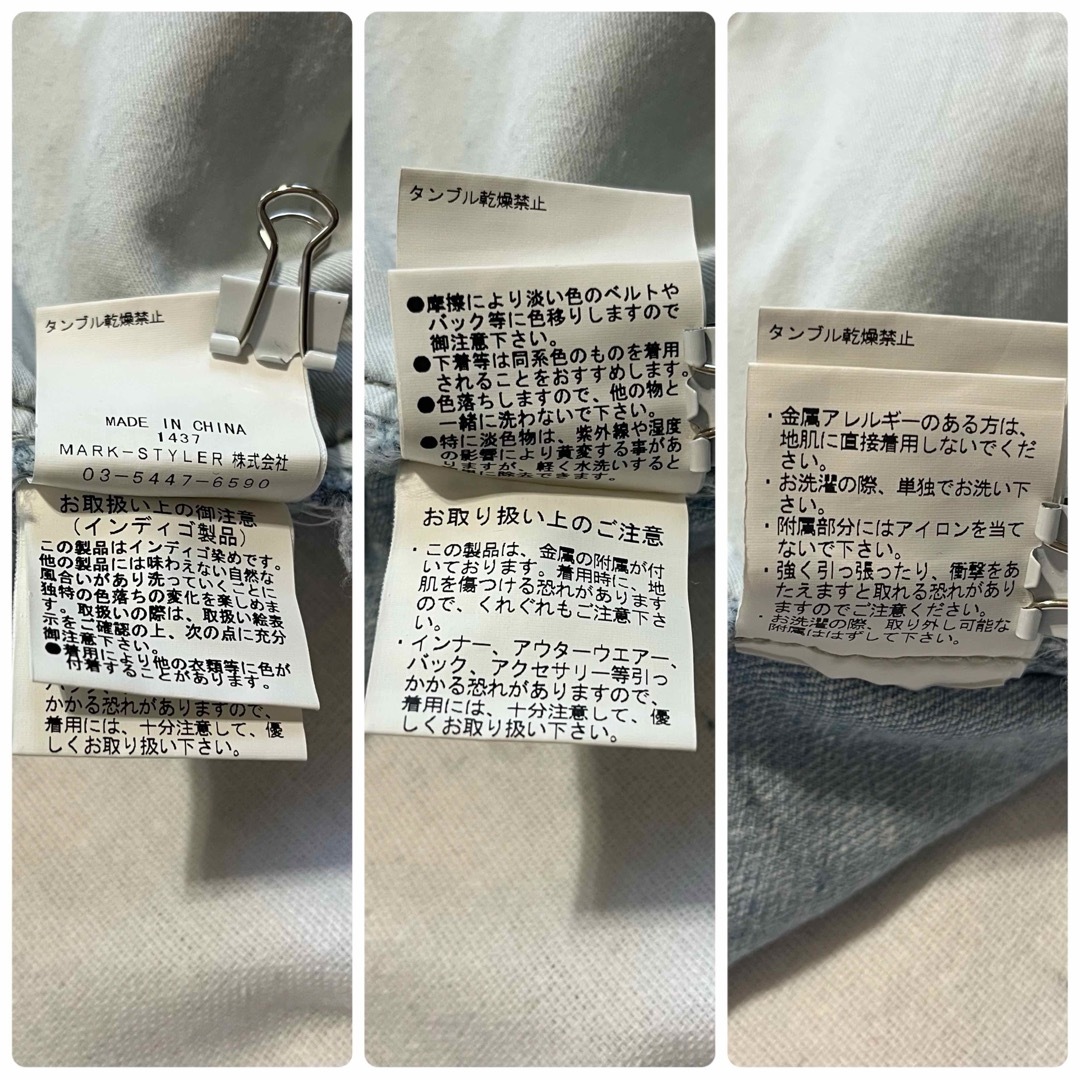 タンブル乾燥禁止
MADE IN CHINA
1437
MARK-STYLER 株式会社
03-5447-6590
お取扱い上の御注意
(インディゴ製品)
この製品はインディゴ染めです。
他の製品には味わえない自然な
風合いがあり洗っていくごとに
独特の色落ちの変化を楽しめま
す。取扱いの際は、取扱い絵表
示をご確認の上、次の点に充分
御注意下さい。
●着用により他の衣類等に色が
付着することがあります。
かかる恐れがありますので、
着用には、十分注意して、優
しくお取り扱い下さい。
タンブル乾燥禁止
●摩擦により淡い色のベルトや
バック等に色移りしますので
御注意下さい。
●下着等は同系色のものを着用
されることをおすすめします。
●色落ちしますので、他の物と
一緒に洗わないで下さい。
●特に淡色物は、紫外線や湿度
の影響により黄変する事があ
りますが、軽く水洗いすると
除去できます。
お取り扱い上のご注意
・この製品は、金属の附属が付
いております。着用時に、地
肌を傷つける恐れがあります
ので、くれぐれもご注意下さ
い。
・インナー、アウターウエアー、
バック、アクセサリー等引っ
かかる恐れがありますので、
着用には、十分注意して、優
しくお取り扱い下さい。
タンブル乾燥禁止
・金属アレルギーのある方は、
地肌に直接着用しないでくだ
さい。
・お洗濯の際、単独でお洗い下
さい。
・附属部分にはアイロンを当て
ないで下さい。
・強く引っ張ったり、衝撃をあ
たえますと取れる恐れがあり
ますのでご注意ください。
・お洗濯の際、取り外し可能な
附属ははずして下さい。